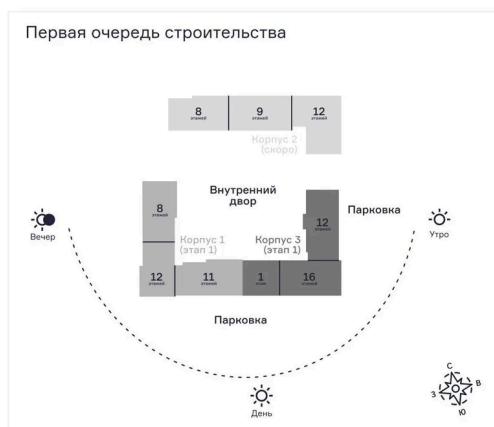 Первая очередь строительства
8
этажей
9
этажей
12
этажей
Корпус 2
(скоро)
8
этажей
Внутренний
двор
12
этажей
Парковка
Корпус 1
(этап 1)
Корпус 3
(этап 1)
Вечер
Утро
12
этажей
11
этажей
1
этаж
16
этажей
Парковка
День
С
В
З
Ю